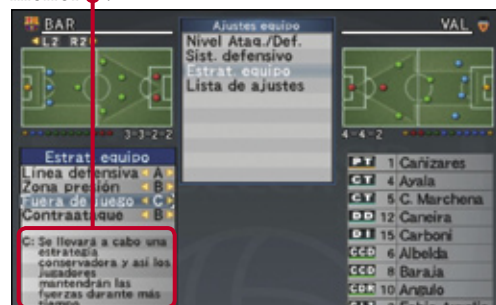 BAR
L2 R2
3-3-2-2
Ajustes equipo
Nivel Ataq./Def.
Sist. defensivo
Estrat. equipo
Lista de ajustes
VAL
4-4-2
Estrat equipo
Línea defensiva A
Zona presión B
Fuera de juego C
Contraataque B
C: Se llevará a cabo una
estrategia
conservadora y así los
jugadores
mantendrán las
fuerzas durante más
tiempo
PT 1 Cañizares
CT 4 Ayala
CT 5 C. Marchena
DD 12 Caneira
DI 15 Carboni
CCD 6 Albelda
CCD 8 Baraja
CDR 10 Angulo